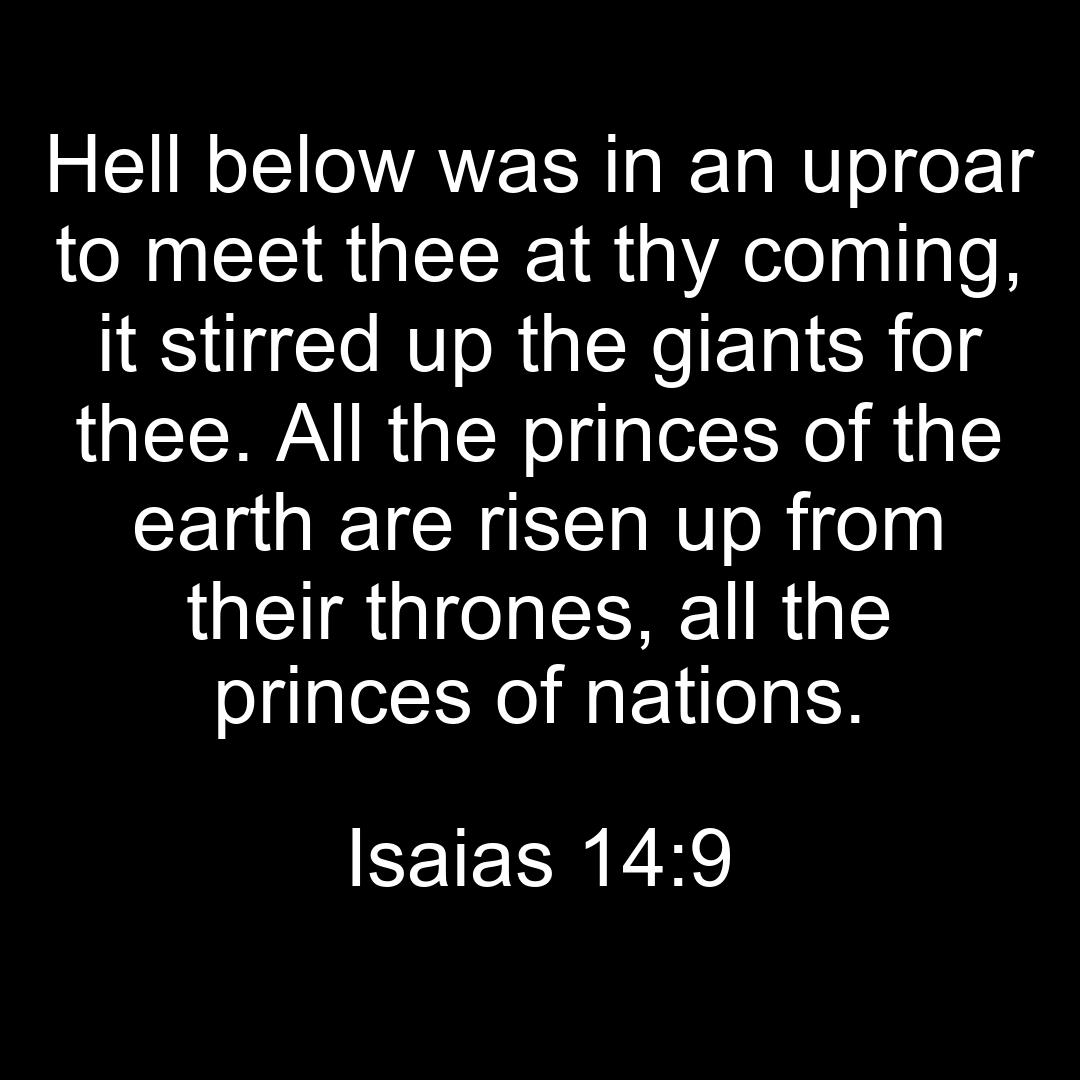 Hell below was in an uproar
to meet thee at thy coming,
it stirred up the giants for
thee. All the princes of the
earth are risen up from
their thrones, all the
princes of nations.
Isaias 14:9